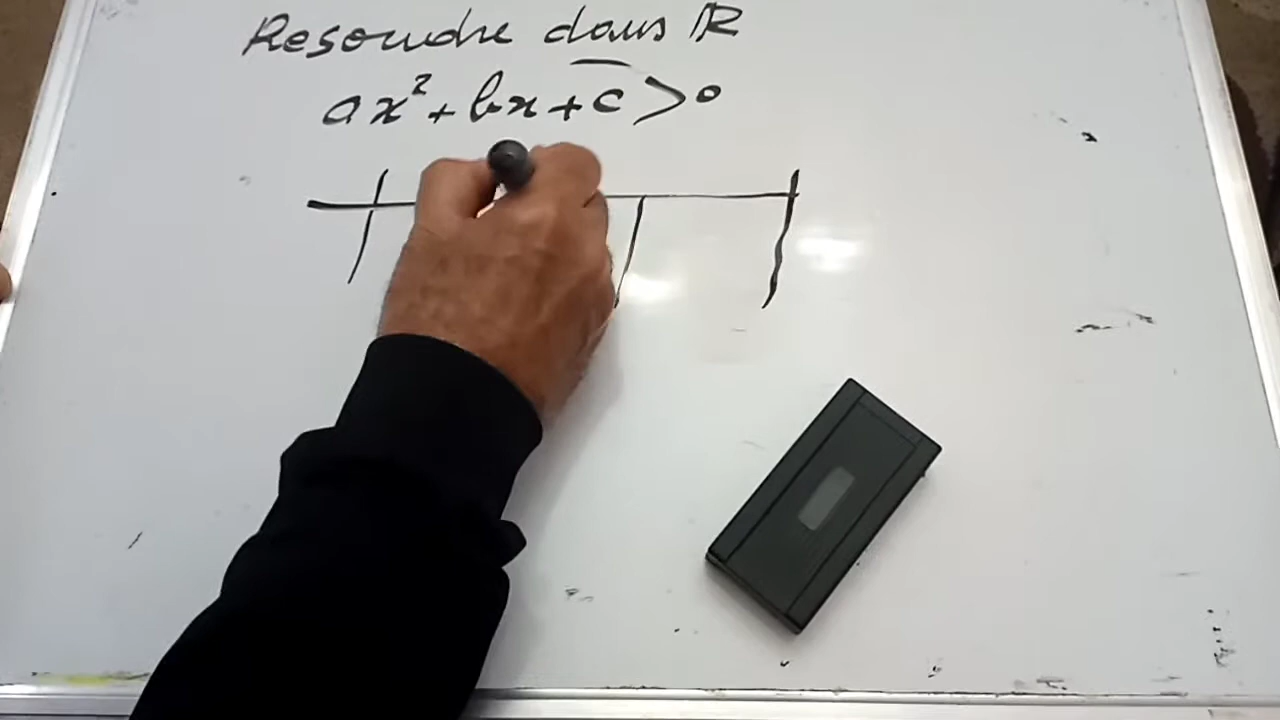 Resoudre dans ℝ
ax² + bx + c > 0